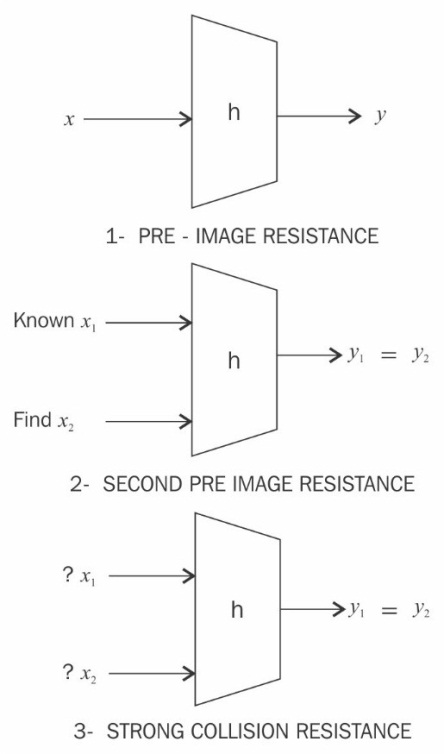 x h y
1- PRE - IMAGE RESISTANCE
Known x₁
h
y₁ = y₂
Find x₂
2- SECOND PRE IMAGE RESISTANCE
? x₁
h
y₁ = y₂
? x₂
3- STRONG COLLISION RESISTANCE